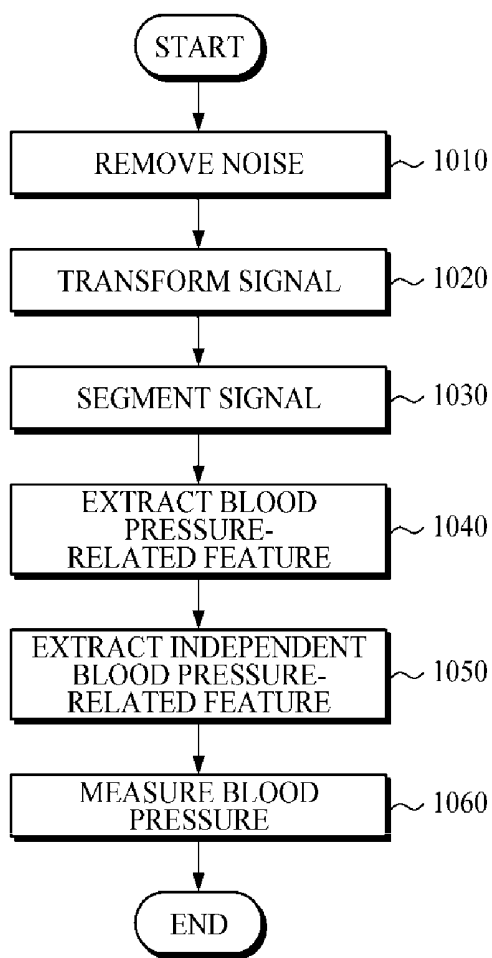 START
REMOVE NOISE
1010
TRANSFORM SIGNAL
1020
SEGMENT SIGNAL
1030
EXTRACT BLOOD
PRESSURE-
RELATED FEATURE
1040
EXTRACT INDEPENDENT
BLOOD PRESSURE-
RELATED FEATURE
1050
MEASURE BLOOD
PRESSURE
1060
END